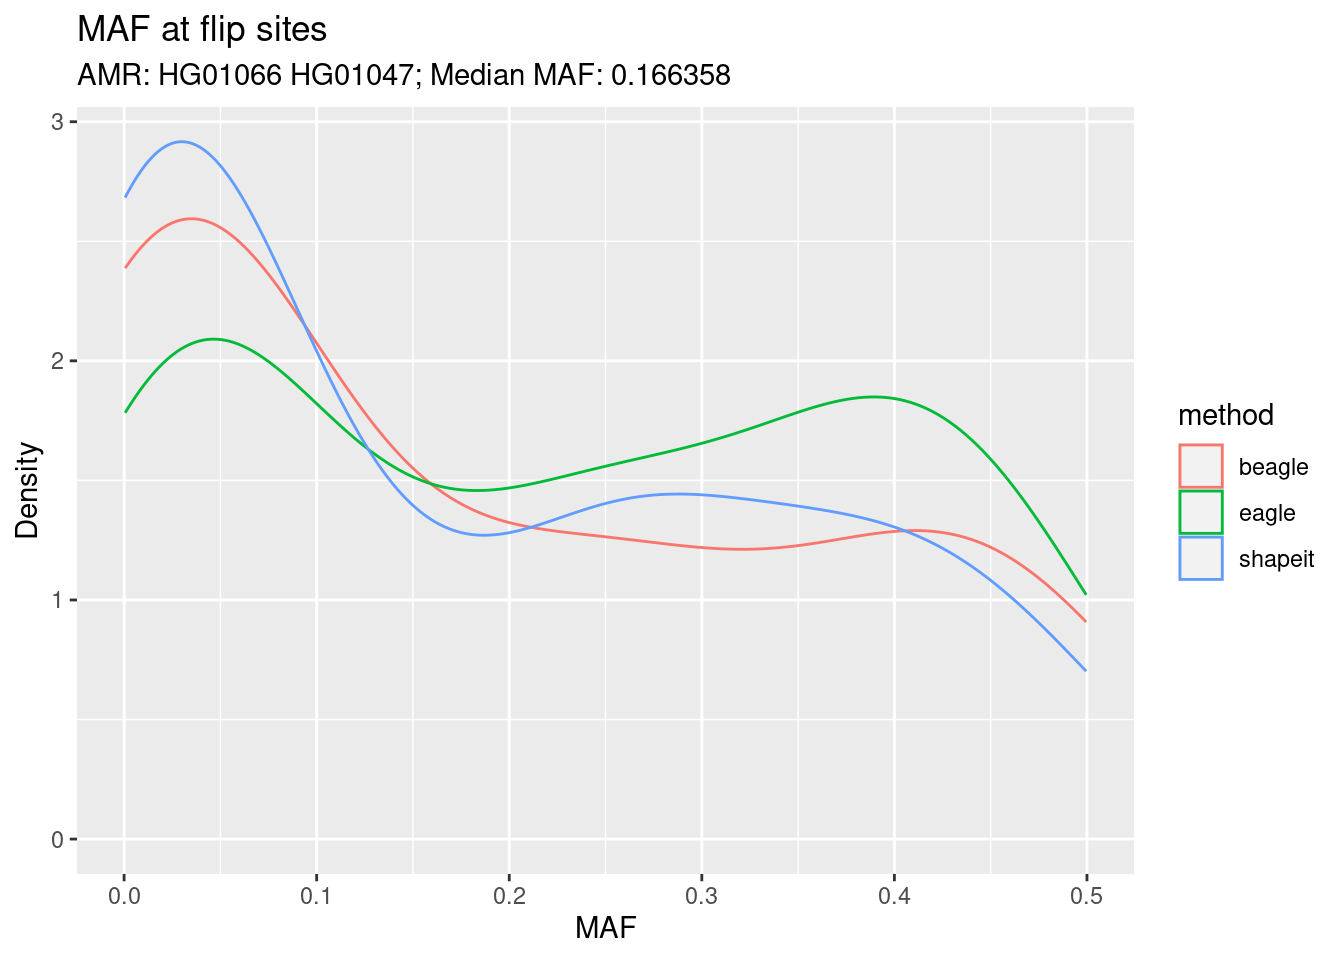 MAF at flip sites
AMR: HG01066 HG01047; Median MAF: 0.166358
3
2
1
0
Density
0.0 0.1 0.2 0.3 0.4 0.5
MAF
method
beagle
eagle
shapeit